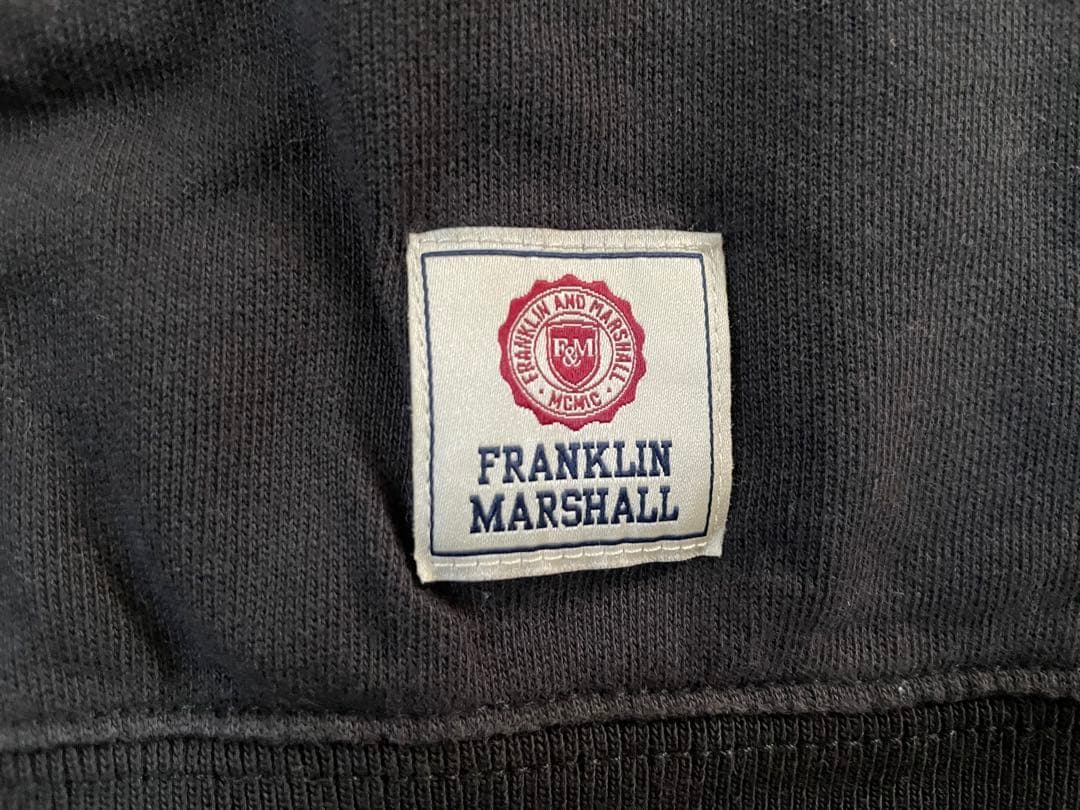 FRANKLIN AND MARSHALL
F&M
· MCMIC ·
FRANKLIN
MARSHALL